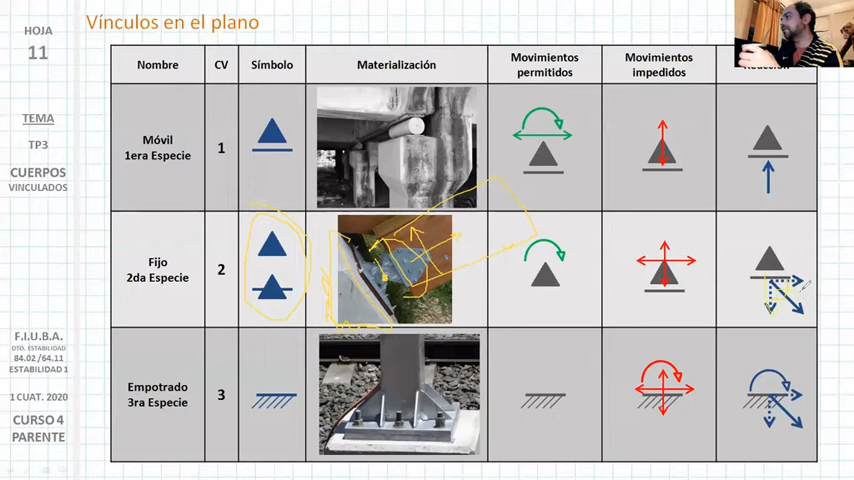 HOJA
11
TEMA
TP3
CUERPOS
VINCULADOS
F.I.U.B.A.
DTO. ESTABILIDAD
84.02 /64.11
ESTABILIDAD 1
1 CUAT. 2020
CURSO 4
PARENTE
Vínculos en el plano
Nombre
CV
Símbolo
Materialización
Movimientos
permitidos
Movimientos
impedidos
Móvil
1era Especie
1
Fijo
2da Especie
2
Empotrado
3ra Especie
3